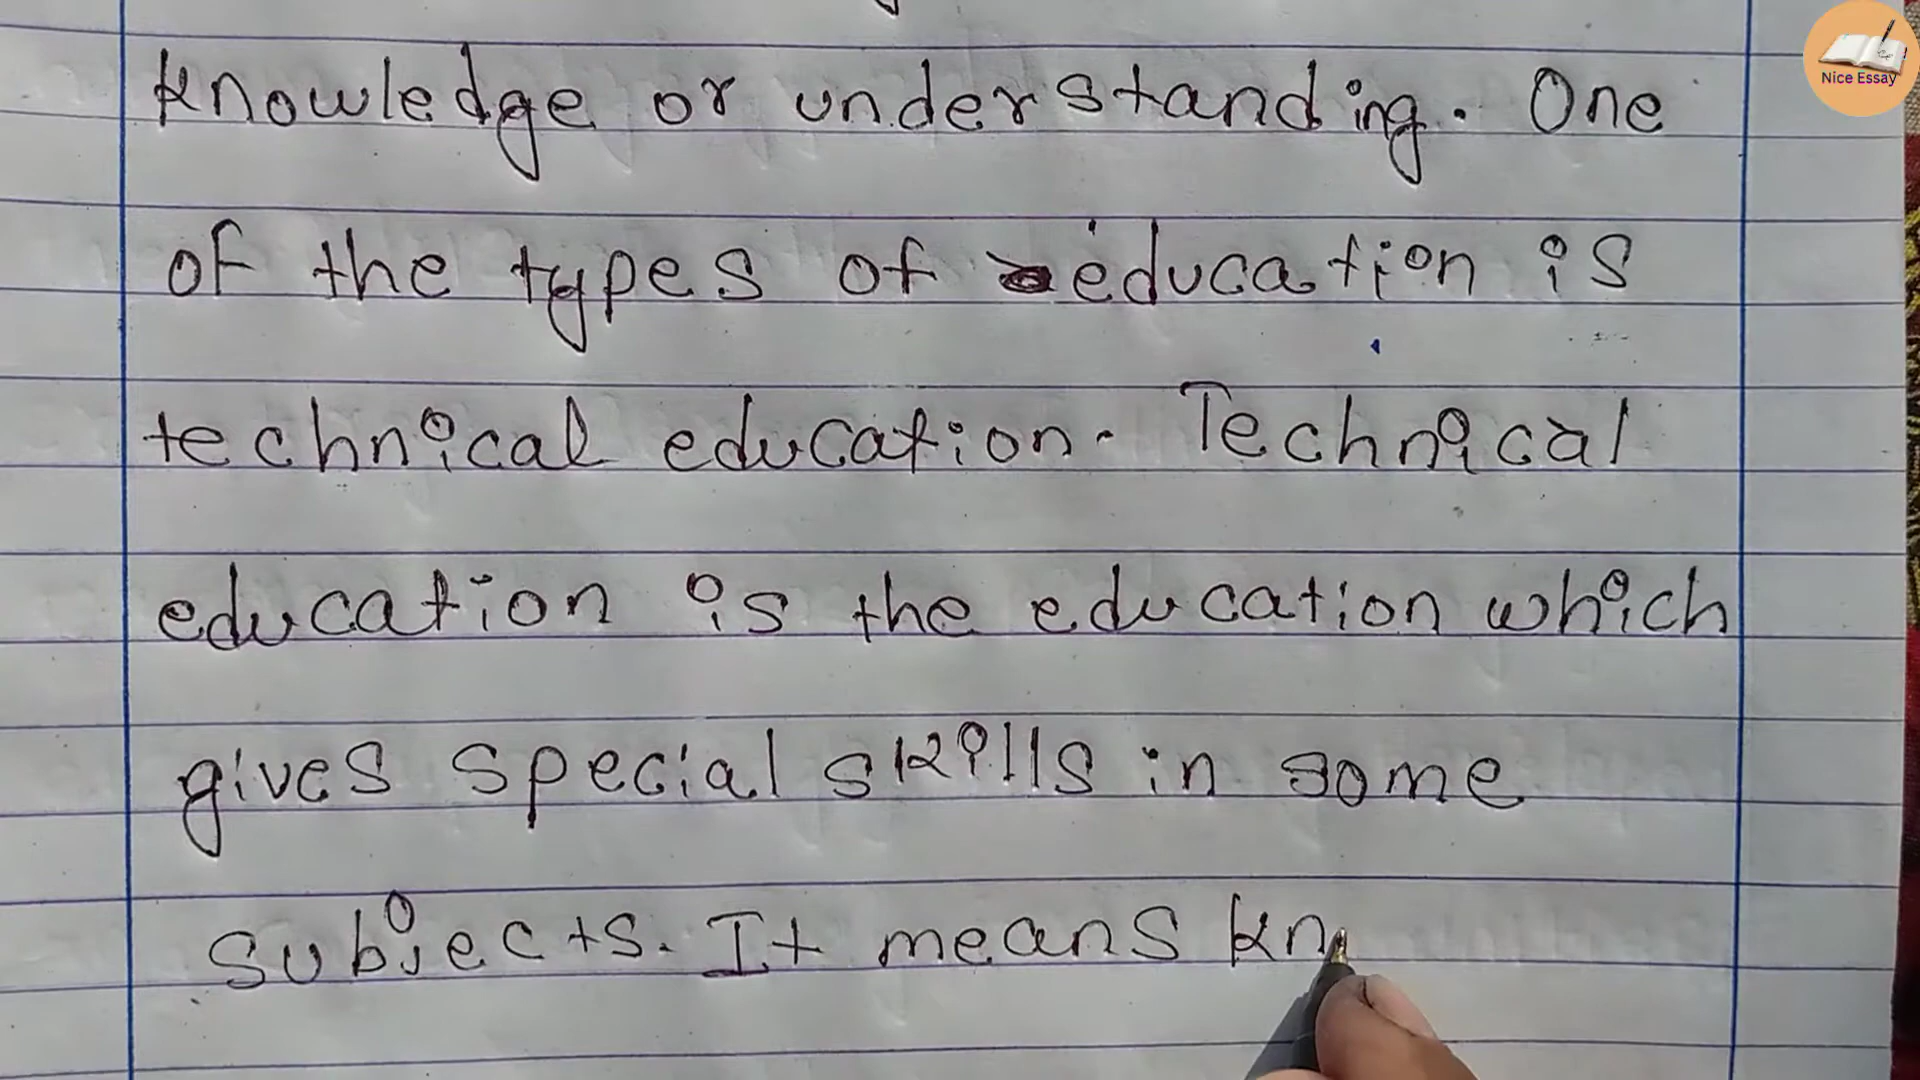 Nice Essay
knowledge or understanding. One
of the types of education is
technical education. Technical
education is the education which
gives special skills in some
subjects. It means kn